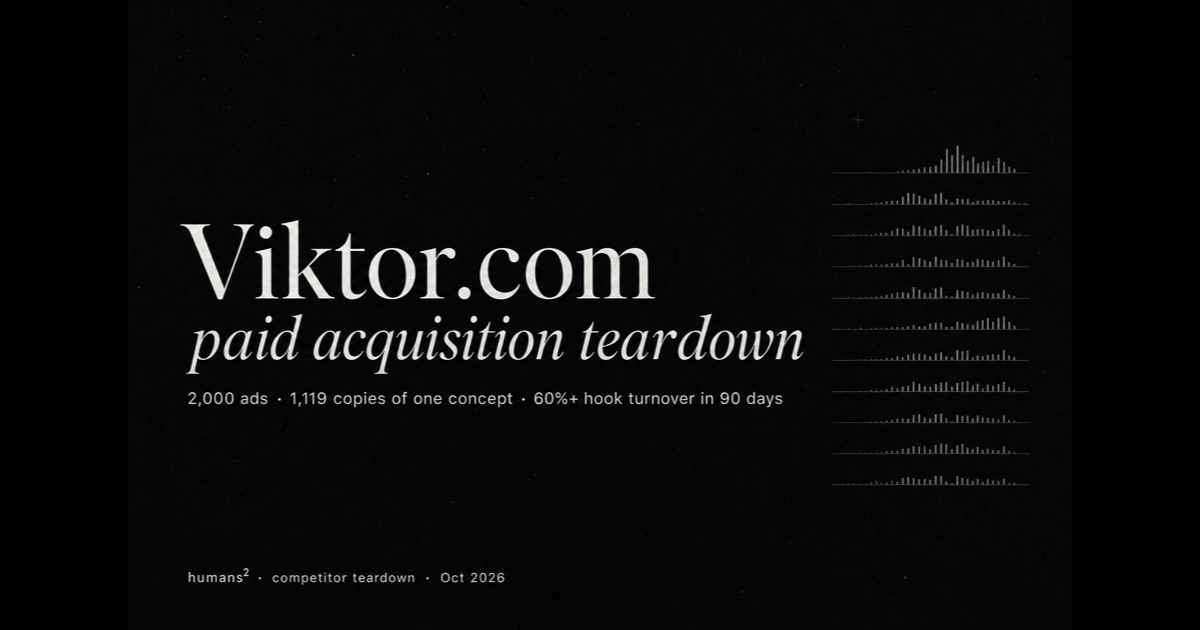 Viktor.com
paid acquisition teardown
2,000 ads · 1,119 copies of one concept · 60%+ hook turnover in 90 days
humans² · competitor teardown · Oct 2026